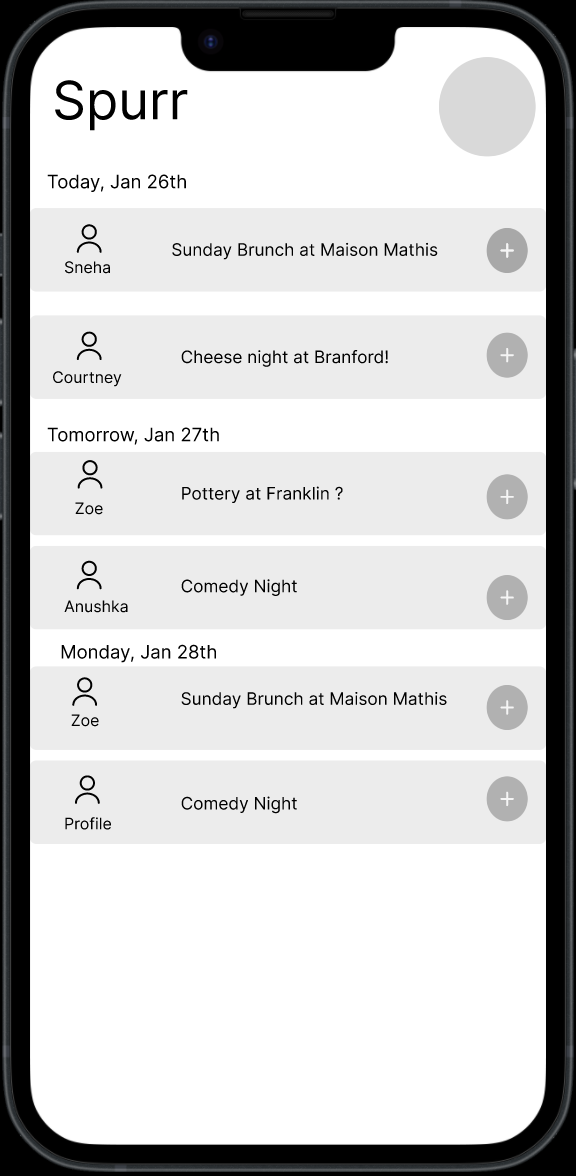 Spurr
Today, Jan 26th
Sunday Brunch at Maison Mathis
Sneha
Cheese night at Branford!
Courtney
Tomorrow, Jan 27th
Pottery at Franklin ?
Zoe
Comedy Night
Anushka
Monday, Jan 28th
Sunday Brunch at Maison Mathis
Zoe
Comedy Night
Profile